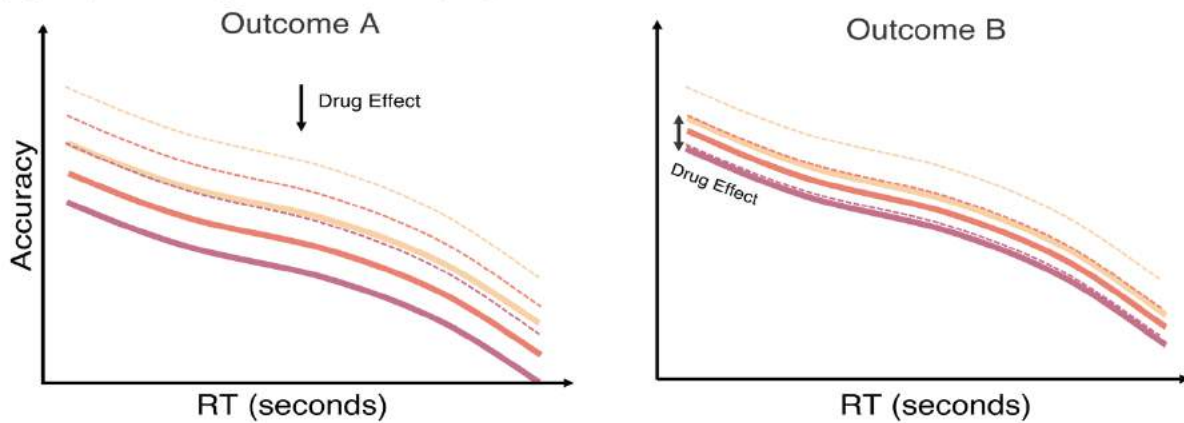 Outcome A
Drug Effect
Accuracy
RT (seconds)
Outcome B
Drug Effect
RT (seconds)